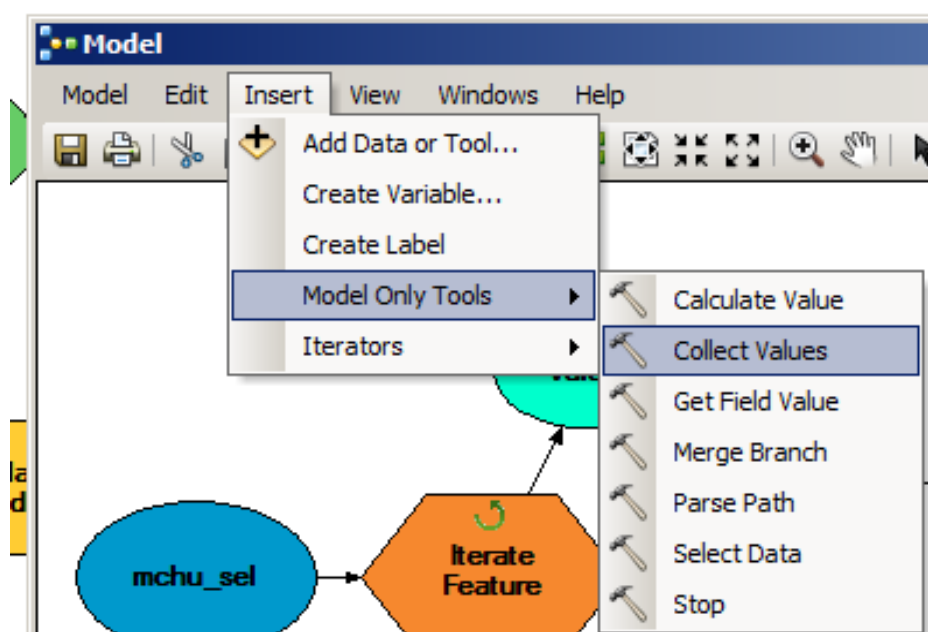 Model
Model Edit Insert View Windows Help
Add Data or Tool...
Create Variable...
Create Label
Model Only Tools
Iterators
Calculate Value
Collect Values
Get Field Value
Merge Branch
Parse Path
Select Data
Stop
mchu_sel
Iterate
Feature